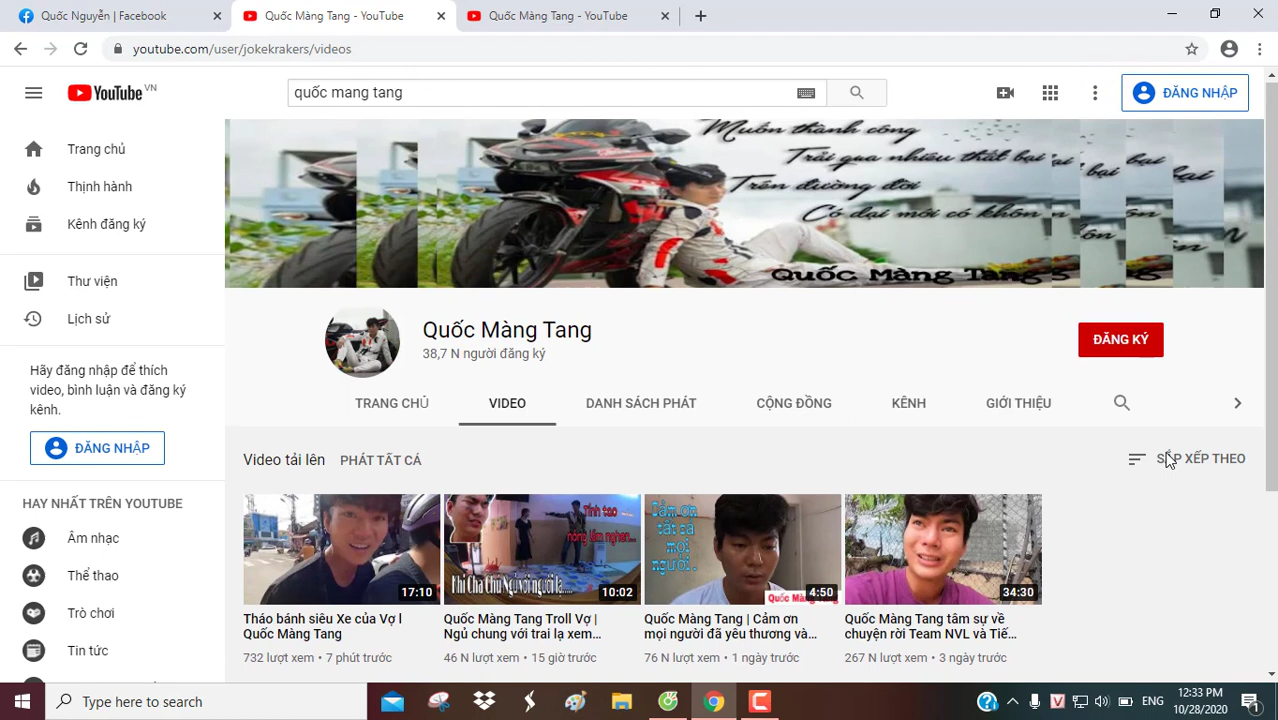 Quốc Nguyễn | Facebook
Quốc Màng Tang - YouTube
Quốc Màng Tang - YouTube
youtube.com/user/jokekrakers/videos
YouTube VN
quốc mang tang
ĐĂNG NHẬP
Trang chủ
Thịnh hành
Kênh đăng ký
Thư viện
Lịch sử
Hãy đăng nhập để thích
video, bình luận và đăng ký
kênh.
ĐĂNG NHẬP
HAY NHẤT TRÊN YOUTUBE
Âm nhạc
Thể thao
Trò chơi
Tin tức
Muốn thành công
Trãi qua nhiều thất bại
Trên đường đời
Có dại mới có khôn
Quốc Màng Tang
Quốc Màng Tang
38,7 N người đăng ký
ĐĂNG KÝ
TRANG CHỦ
VIDEO
DANH SÁCH PHÁT
CỘNG ĐỒNG
KÊNH
GIỚI THIỆU
Video tải lên
PHÁT TẤT CẢ
SẮP XẾP THEO
17:10
Tháo bánh siêu Xe của Vợ l
Quốc Màng Tang
732 lượt xem • 7 phút trước
10:02
Quốc Màng Tang Troll Vợ |
Ngủ chung với trai lạ xem...
46 N lượt xem • 15 giờ trước
Cảm ơn
tất cả
mọi
người.
Quốc Màng Tang
4:50
Quốc Màng Tang | Cảm ơn
mọi người đã yêu thương và...
76 N lượt xem • 1 ngày trước
34:30
Quốc Màng Tang tâm sự về
chuyện rời Team NVL và Tiế...
267 N lượt xem • 3 ngày trước
Type here to search
ENG
12:33 PM
10/28/2020